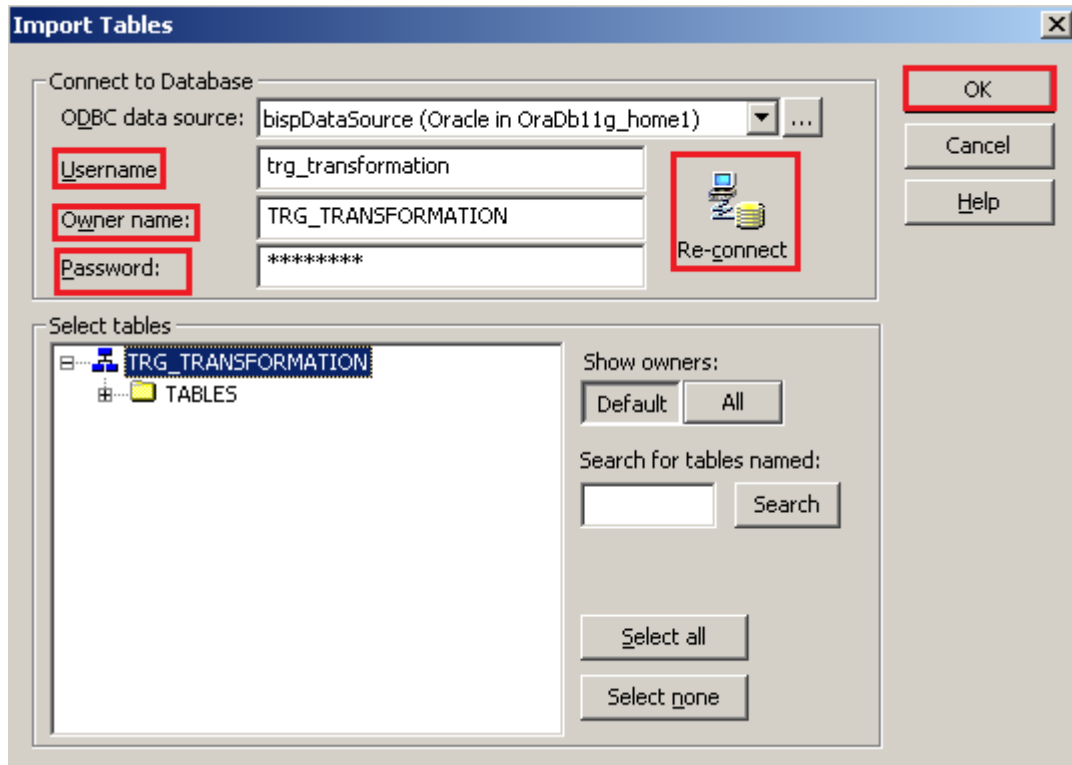 Import Tables
Connect to Database
ODBC data source: bispDataSource (Oracle in OraDb11g_home1) ...
Username trg_transformation
Owner name: TRG_TRANSFORMATION
Password: ********
Re-connect
OK
Cancel
Help
Select tables
TRG_TRANSFORMATION
TABLES
Show owners:
Default All
Search for tables named:
Search
Select all
Select none